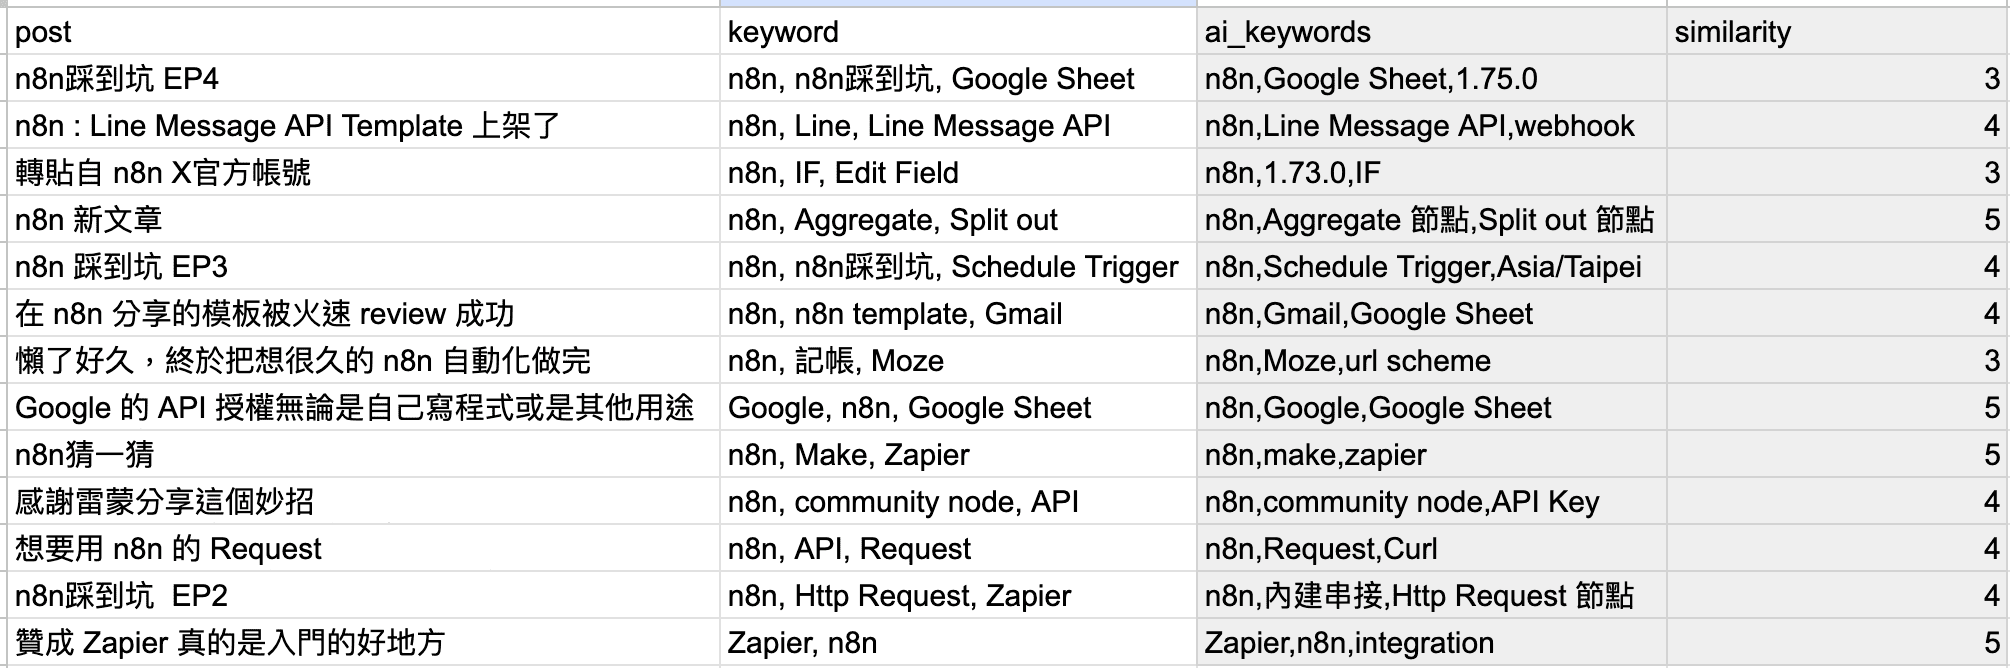 post keyword ai_keywords similarity
n8n踩到坑 EP4 n8n, n8n踩到坑, Google Sheet n8n,Google Sheet,1.75.0 3
n8n : Line Message API Template 上架了 n8n, Line, Line Message API n8n,Line Message API,webhook 4
轉貼自 n8n X官方帳號 n8n, IF, Edit Field n8n,1.73.0,IF 3
n8n 新文章 n8n, Aggregate, Split out n8n,Aggregate 節點,Split out 節點 5
n8n 踩到坑 EP3 n8n, n8n踩到坑, Schedule Trigger n8n,Schedule Trigger,Asia/Taipei 4
在 n8n 分享的模板被火速 review 成功 n8n, n8n template, Gmail n8n,Gmail,Google Sheet 4
懶了好久，終於把想很久的 n8n 自動化做完 n8n, 記帳, Moze n8n,Moze,url scheme 3
Google 的 API 授權無論是自己寫程式或是其他用途 Google, n8n, Google Sheet n8n,Google,Google Sheet 5
n8n猜一猜 n8n, Make, Zapier n8n,make,zapier 5
感謝雷蒙分享這個妙招 n8n, community node, API n8n,community node,API Key 4
想要用 n8n 的 Request n8n, API, Request n8n,Request,Curl 4
n8n踩到坑  EP2 n8n, Http Request, Zapier n8n,內建串接,Http Request 節點 4
贊成 Zapier 真的是入門的好地方 Zapier, n8n Zapier,n8n,integration 5